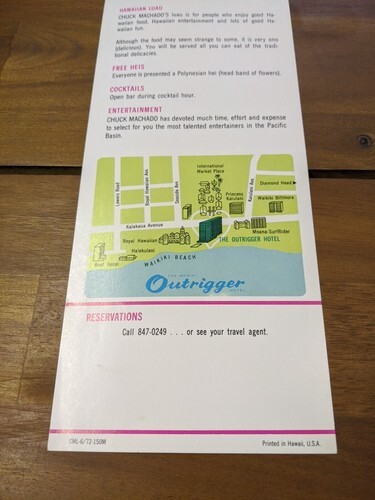 HAWAIIAN LUAU
CHUCK MACHADO'S luau is for people who enjoy good Ha-
waiian food, Hawaiian entertainment and lots of good Ha-
waiian fun.
Although the food may seem strange to some, it is very ono
(delicious). You will be served all you can eat of the tradi-
tional delicacies.
FREE HEIS
Everyone is presented a Polynesian hei (head band of flowers).
COCKTAILS
Open bar during cocktail hour.
ENTERTAINMENT
CHUCK MACHADO has devoted much time, effort and expense
to select for you the most talented entertainers in the Pacific
Basin.
International
Market Place
Lewers Road
Royal Hawaiian Ave
Seaside Ave
Kaiulani Ave
Diamond Head
Princess
Kaiulani
Waikiki Biltmore
Kalakaua Avenue
Royal Hawaiian
Moana-SurfRider
THE OUTRIGGER HOTEL
Halekulani
Reef Hotel
WAIKIKI BEACH
Outrigger
HOTEL
RESERVATIONS
Call 847-0249 . . . or see your travel agent.
CML-6/72-150M
Printed in Hawaii, U.S.A.